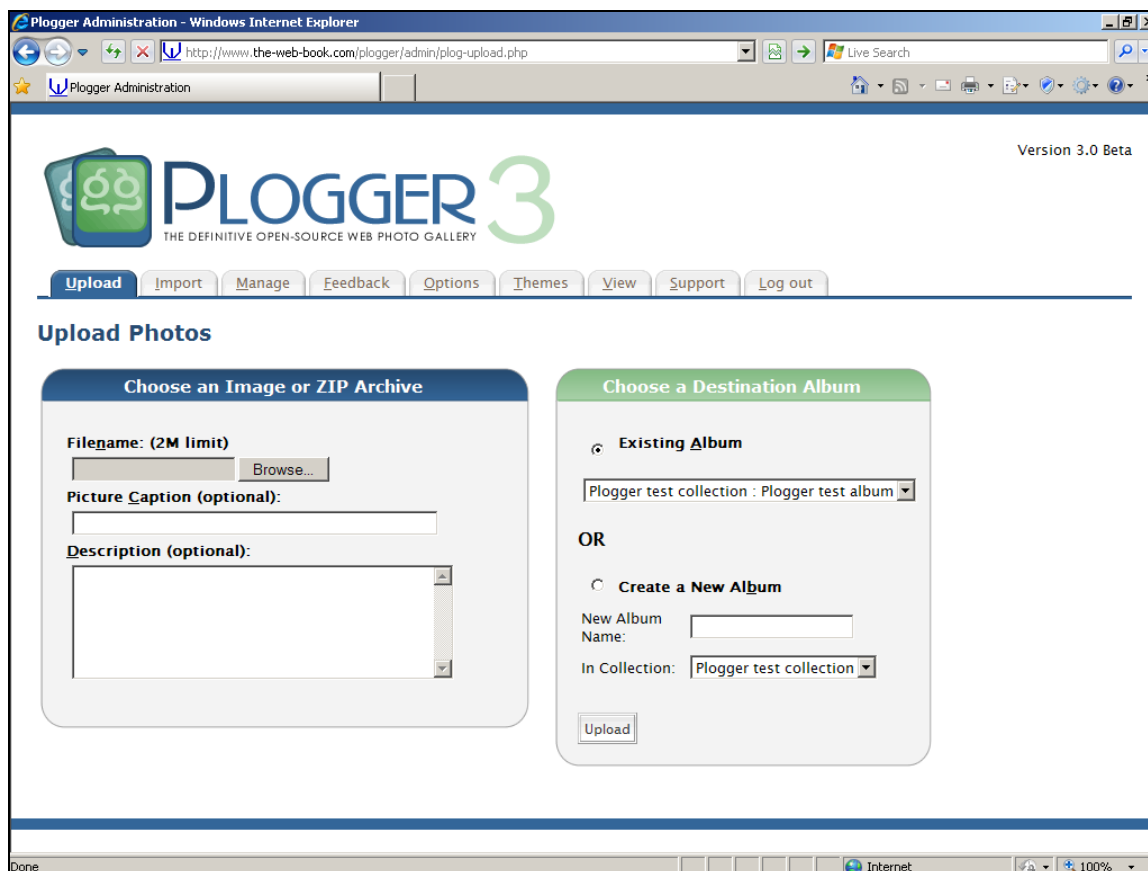 Plogger Administration - Windows Internet Explorer
http://www.the-web-book.com/plogger/admin/plog-upload.php
Live Search
Plogger Administration
Version 3.0 Beta
PLOGGER 3
THE DEFINITIVE OPEN-SOURCE WEB PHOTO GALLERY
Upload Import Manage Feedback Options Themes View Support Log out
Upload Photos
Choose an Image or ZIP Archive
Filename: (2M limit)
Browse...
Picture Caption (optional):
Description (optional):
Choose a Destination Album
Existing Album
Plogger test collection : Plogger test album
OR
Create a New Album
New Album
Name:
In Collection: Plogger test collection
Upload
Done
Internet
100%